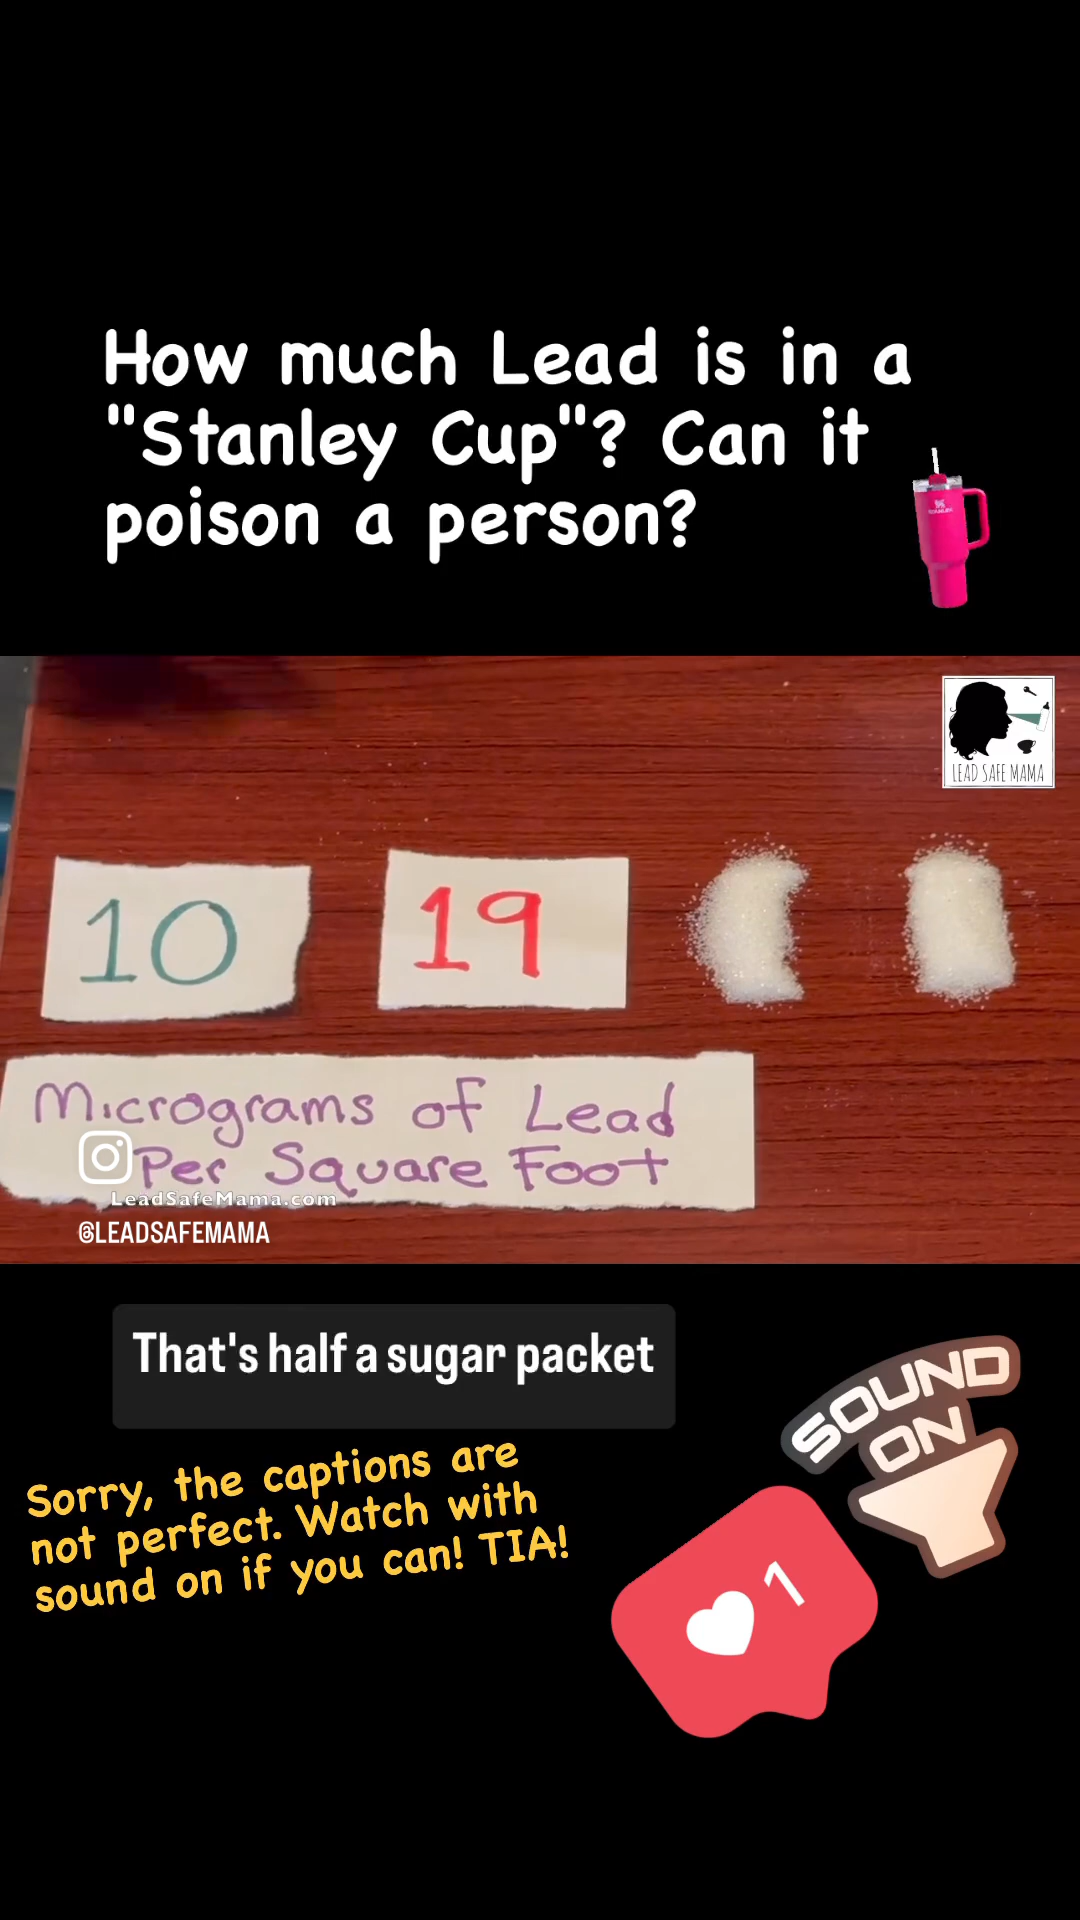 How much Lead is in a
"Stanley Cup"? Can it
poison a person?
STANLEY
LEAD SAFE MAMA
10
19
Micrograms of Lead
Per Square Foot
LeadSafeMama.com
@LEADSAFEMAMA
That's half a sugar packet
SOUND
ON
Sorry, the captions are
not perfect. Watch with
sound on if you can! TIA!
1